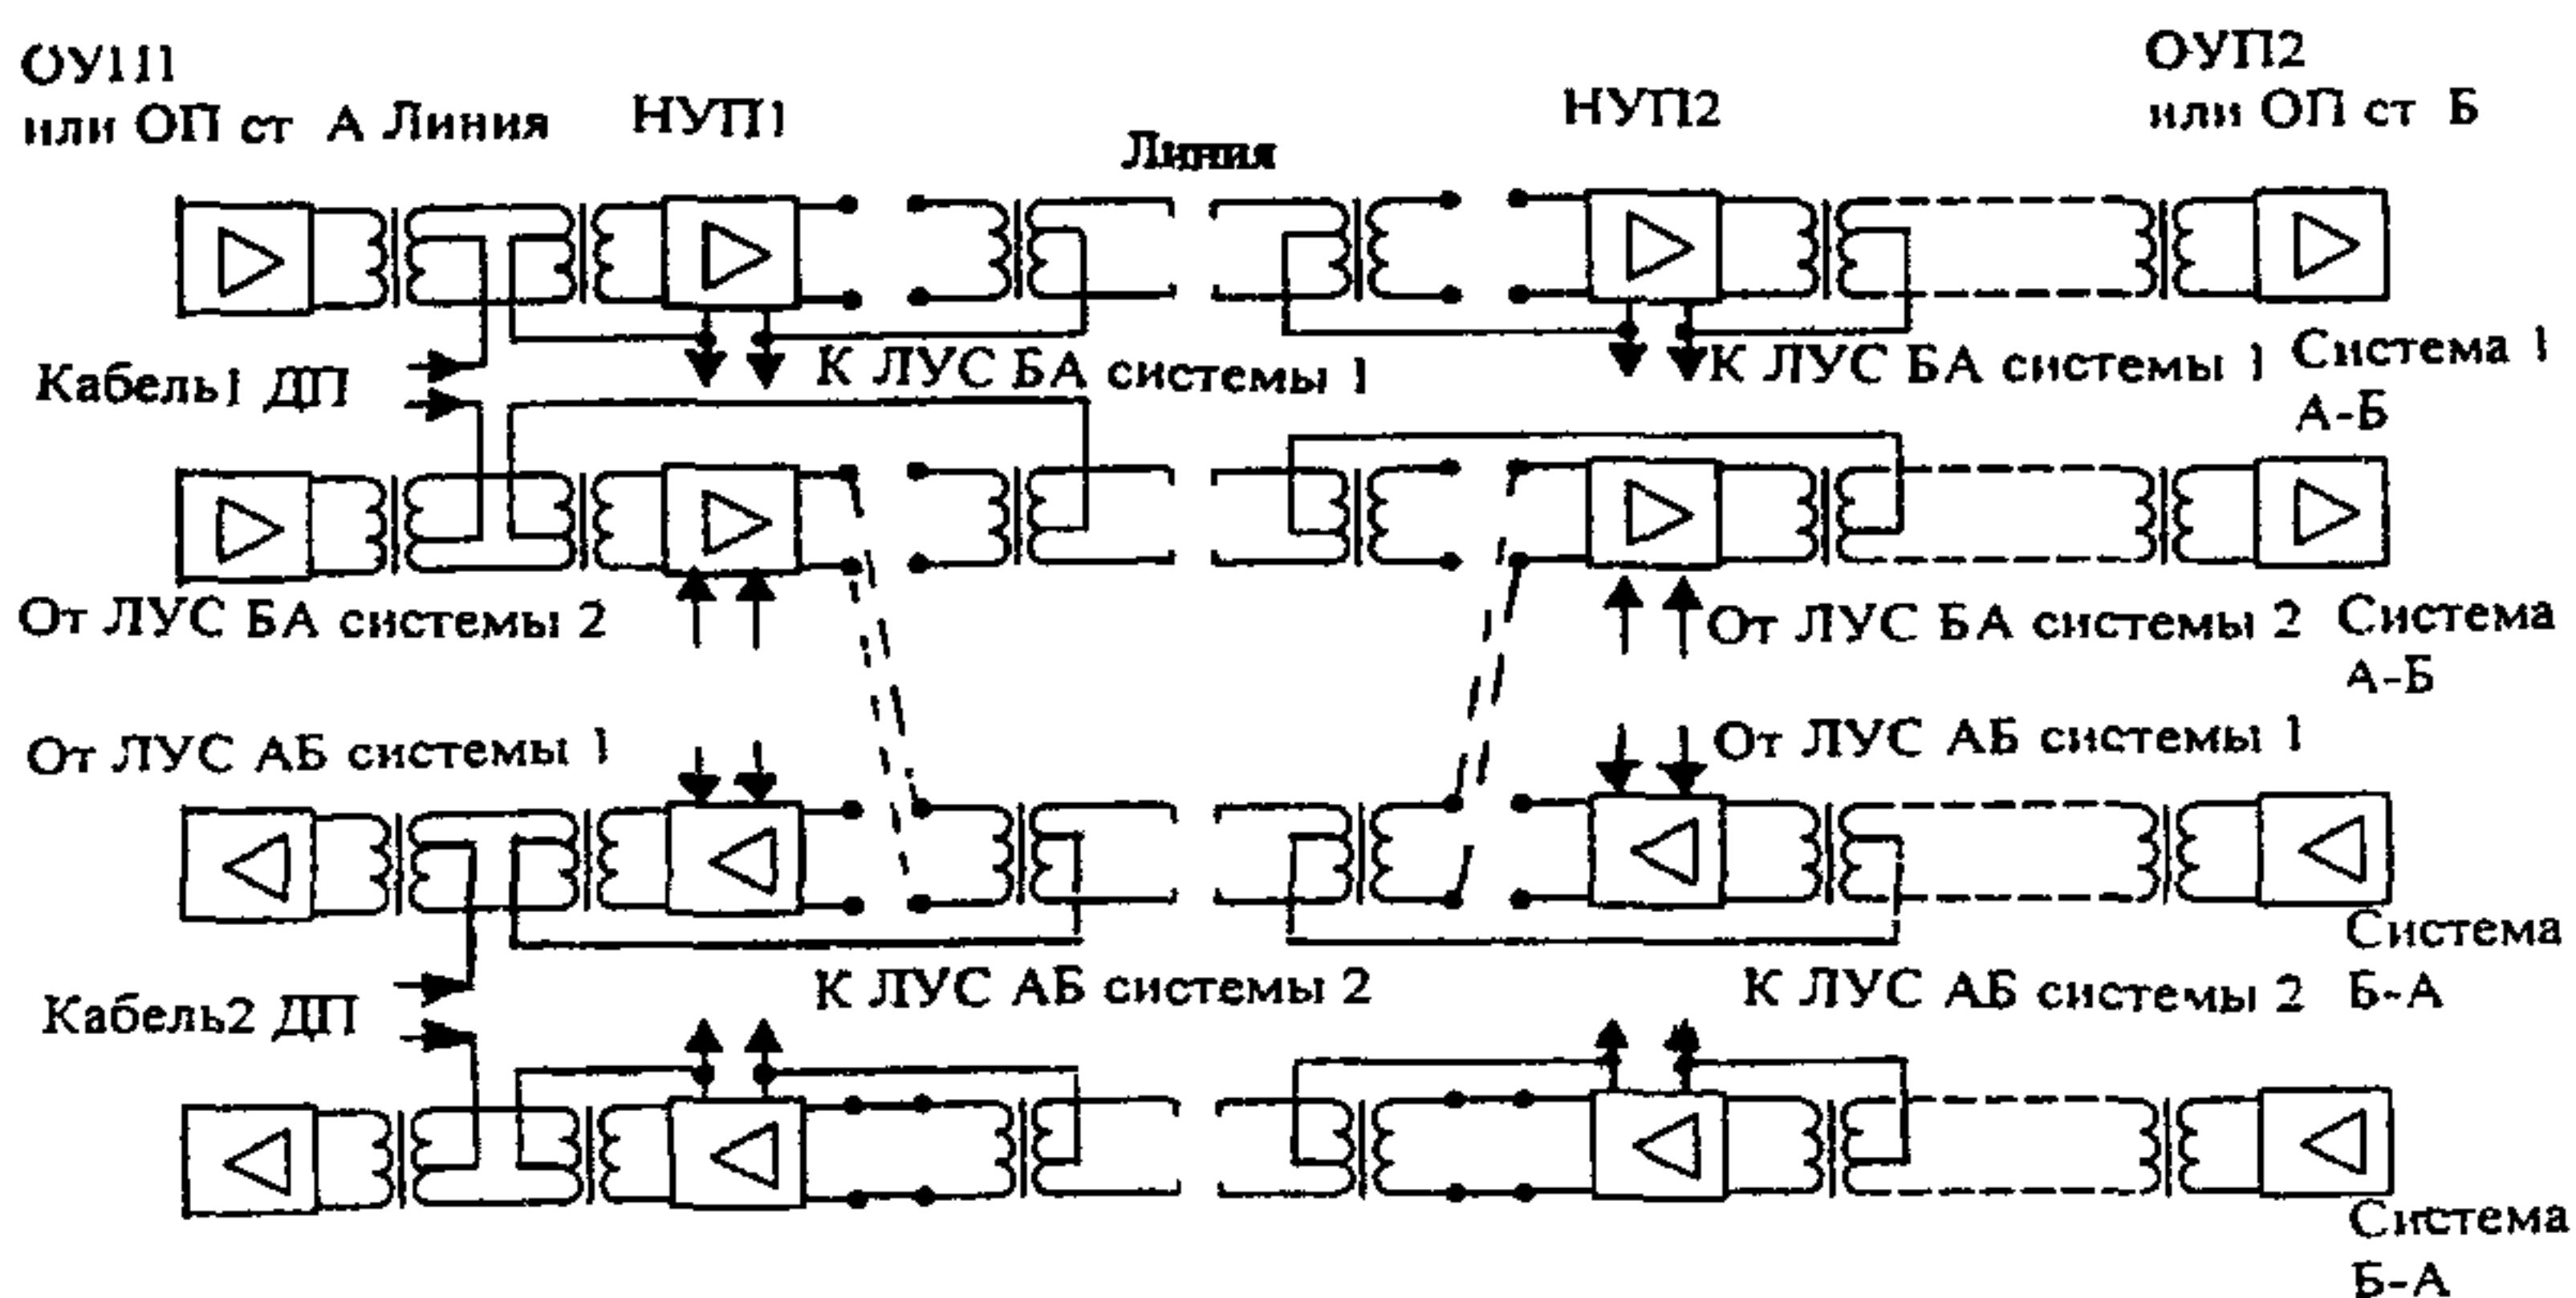 ОУП1
или ОП ст А Линия
НУП1
Линия
НУП2
ОУП2
или ОП ст Б
Кабель1 ДП
К ЛУС БА системы 1
К ЛУС БА системы 1
Система 1
А-Б
От ЛУС БА системы 2
От ЛУС БА системы 2
Система
А-Б
От ЛУС АБ системы 1
От ЛУС АБ системы 1
Система
Б-А
Кабель2 ДП
К ЛУС АБ системы 2
К ЛУС АБ системы 2
Система
Б-А